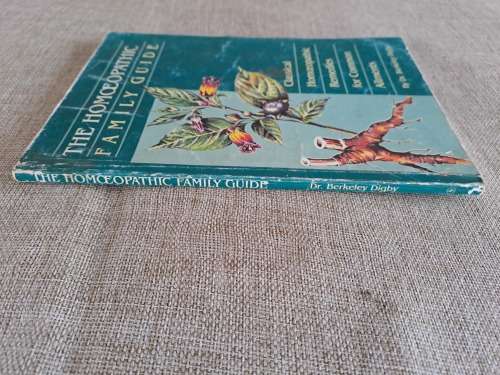 THE HOMŒOPATHIC
FAMILY GUIDE
Classical
Homœopathic
Remedies
for Common
Ailments
THE HOMŒOPATHIC FAMILY GUIDE
Dr. Berkeley Digby